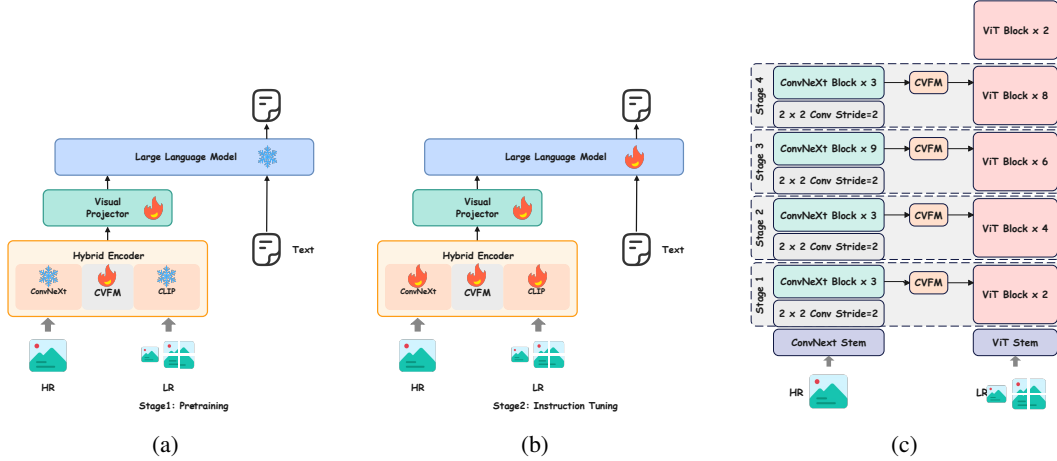 Large Language Model
Visual
Projector
Text
Hybrid Encoder
ConvNeXt
CVFM
CLIP
HR
LR
Stage1: Pretraining
(a)
Large Language Model
Visual
Projector
Text
Hybrid Encoder
ConvNeXt
CVFM
CLIP
HR
LR
Stage2: Instruction Tuning
(b)
ViT Block x 2
Stage 4
ConvNeXt Block x 3
CVFM
ViT Block x 8
2 x 2 Conv Stride=2
Stage 3
ConvNeXt Block x 9
CVFM
ViT Block x 6
2 x 2 Conv Stride=2
Stage 2
ConvNeXt Block x 3
CVFM
ViT Block x 4
2 x 2 Conv Stride=2
Stage 1
ConvNeXt Block x 3
CVFM
ViT Block x 2
2 x 2 Conv Stride=2
ConvNext Stem
ViT Stem
HR
LR
(c)